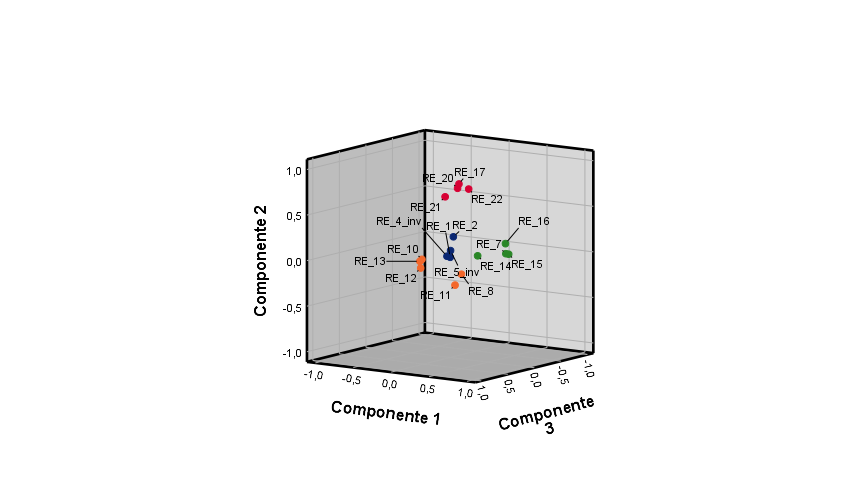 1,0
0,5
0,0
-0,5
-1,0
Componente 2
RE_20
RE_17
RE_22
RE_21
RE_4_inv
RE_1
RE_2
RE_16
RE_7
RE_10
RE_13
RE_14
RE_15
RE_5_inv
RE_12
RE_8
RE_11
-1,0
-0,5
0,0
0,5
1,0
Componente 1
1,0
0,5
0,0
-0,5
-1,0
Componente
3